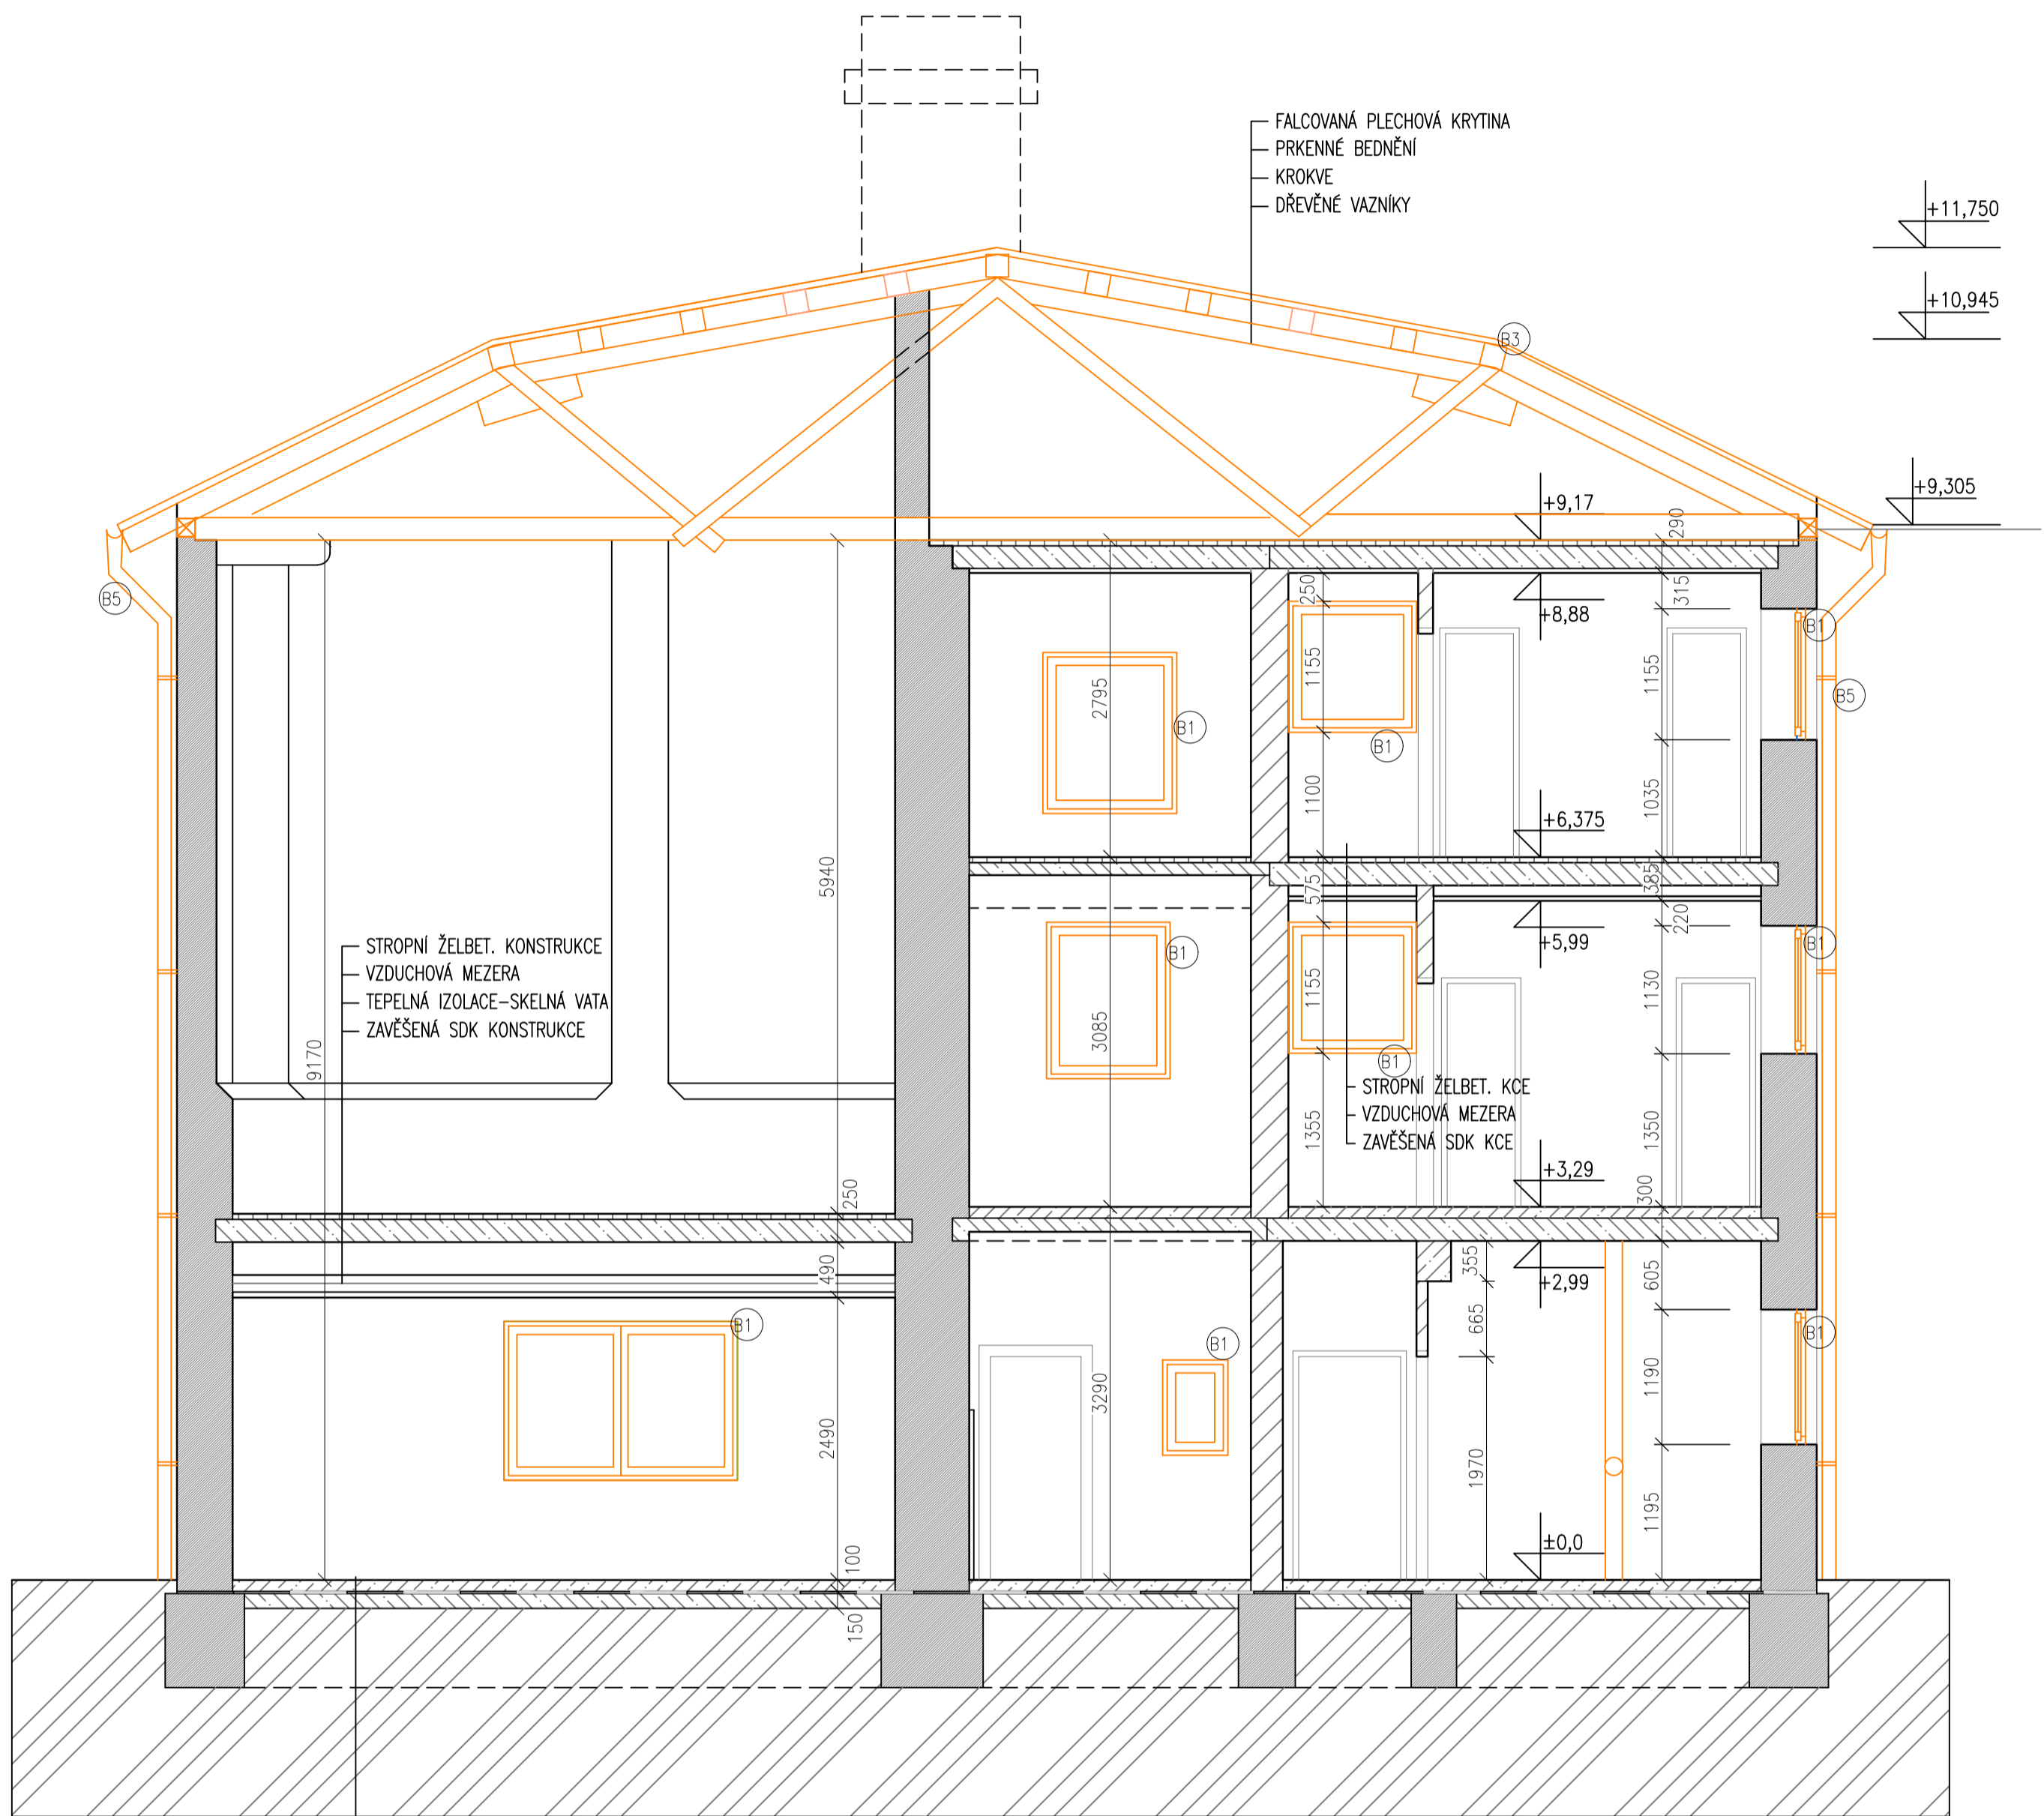 FALCOVANÁ PLECHOVÁ KRYTINA
PRKENNÉ BEDNĚNÍ
KROKVE
DŘEVĚNÉ VAZNÍKY
+11,750
+10,945
B3
+9,305
+9,17
290
B5
250
315
+8,88
B1
1155
1155
2795
B5
B1
B1
1100
1035
+6,375
5940
575
385
220
+5,99
B1
B1
STROPNÍ ŽELBET. KONSTRUKCE
VZDUCHOVÁ MEZERA
TEPELNÁ IZOLACE-SKELNÁ VATA
ZAVĚŠENÁ SDK KONSTRUKCE
1155
1130
9170
3085
B1
STROPNÍ ŽELBET. KCE
VZDUCHOVÁ MEZERA
ZAVĚŠENÁ SDK KCE
1355
1350
+3,29
250
300
490
355
+2,99
605
B1
665
B1
B1
3290
1190
2490
1970
1195
±0,0
100
150